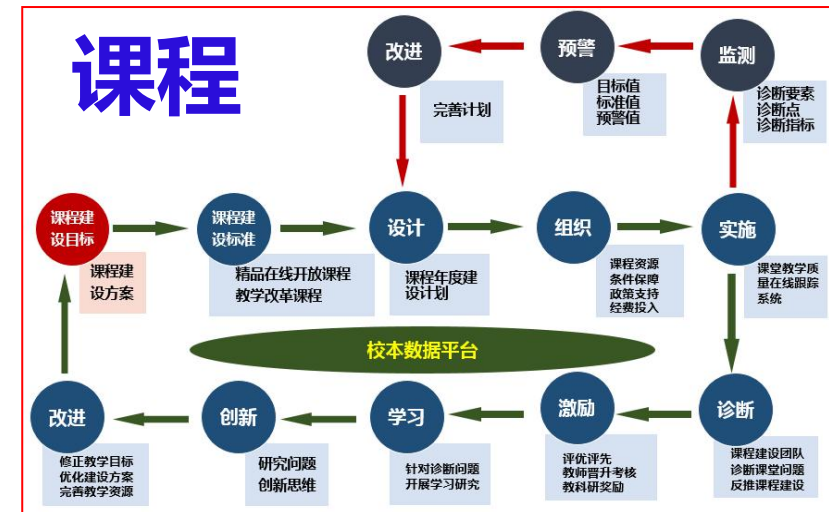 课程
改进
完善计划
预警
目标值
标准值
预警值
监测
诊断要素
诊断点
诊断指标
课程建
设目标
课程建
设方案
课程建
设标准
精品在线开放课程
教学改革课程
设计
课程年度建
设计划
组织
课程资源
条件保障
政策支持
经费投入
实施
课堂教学质
量在线跟踪
系统
校本数据平台
改进
修正教学目标
优化建设方案
完善教学资源
创新
研究问题
创新思维
学习
针对诊断问题
开展学习研究
激励
评优评先
教师晋升考核
教科研奖励
诊断
课程建设团队
诊断课堂问题
反推课程建设